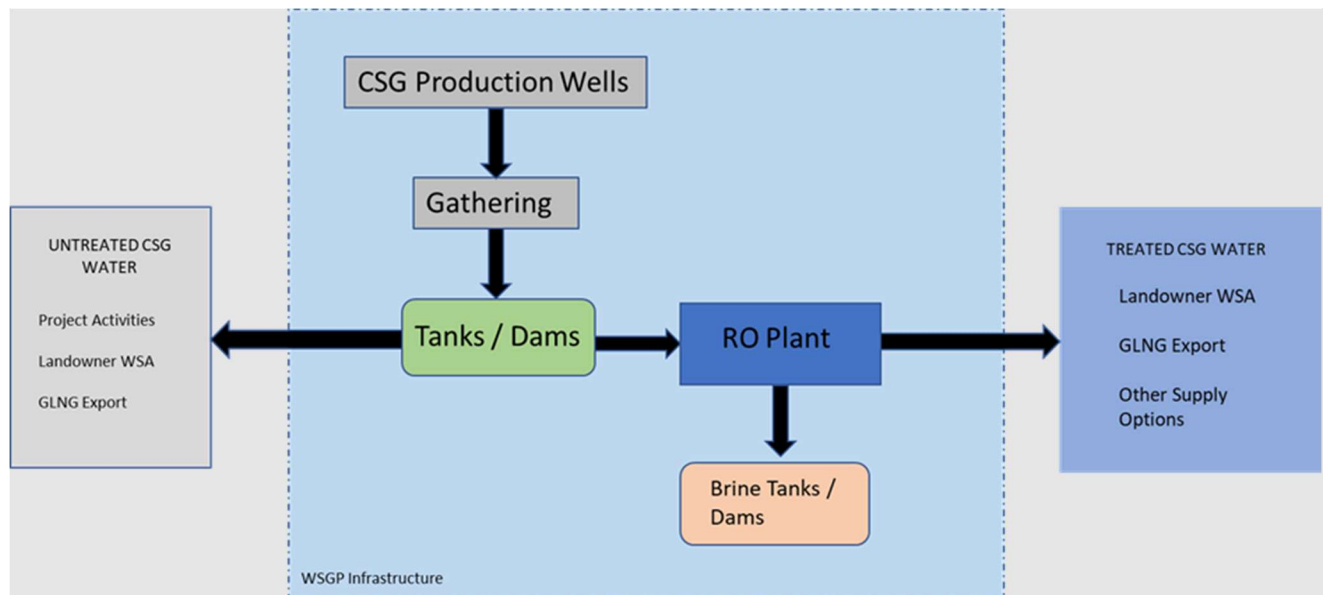 CSG Production Wells
Gathering
UNTREATED CSG
WATER
Project Activities
Landowner WSA
GLNG Export
Tanks / Dams
RO Plant
TREATED CSG WATER
Landowner WSA
GLNG Export
Other Supply
Options
Brine Tanks /
Dams
WSGP Infrastructure